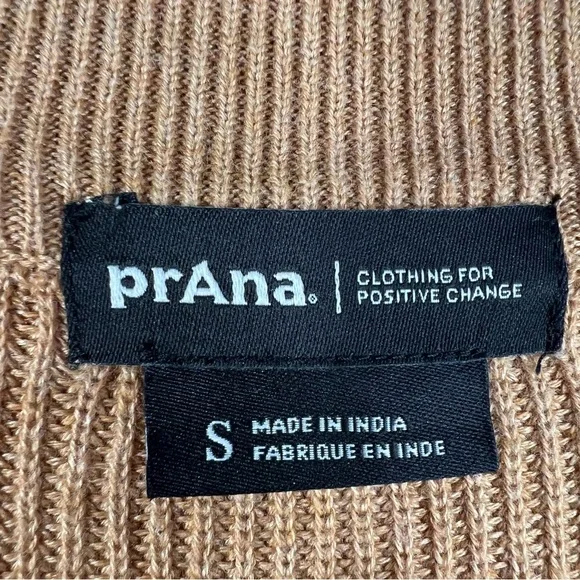 prAna.
CLOTHING FOR
POSITIVE CHANGE
S
MADE IN INDIA
FABRIQUE EN INDE